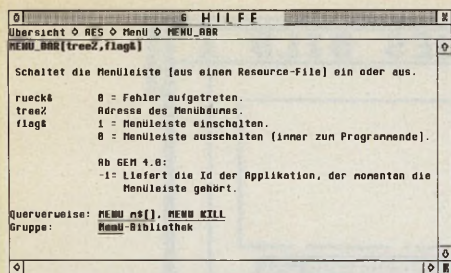 6 HILFE
Übersicht ◊ AES ◊ Menü ◊ MENU_BAR
MENU_BAR(tree%,flag&)
Schaltet die Menüleiste (aus einem Resource-File) ein oder aus.
rueck& 0 = Fehler aufgetreten.
tree% Adresse des Menübaumes.
flag& 1 = Menüleiste einschalten.
0 = Menüleiste ausschalten (immer zum Programmende).
Ab GEM 4.0:
-1= Liefert die Id der Applikation, der momentan die
Menüleiste gehört.
Querverweise: MENU m$(), MENU KILL
Gruppe: Menü-Bibliothek